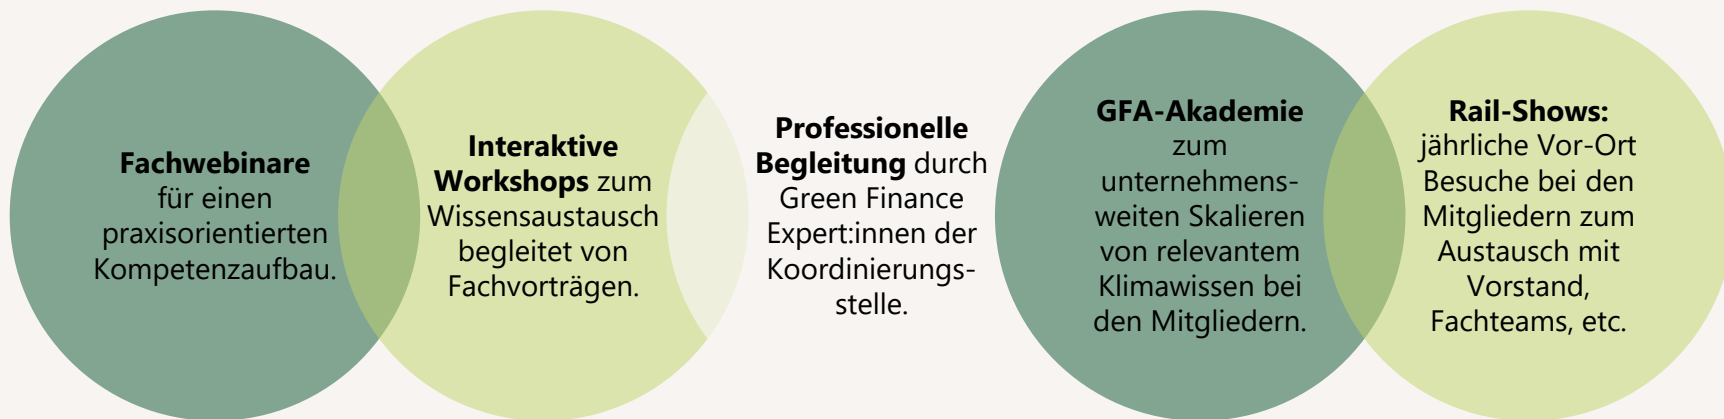 Fachwebinare
für einen
praxisorientierten
Kompetenzaufbau.
Interaktive
Workshops zum
Wissensaustausch
begleitet von
Fachvorträgen.
Professionelle
Begleitung durch
Green Finance
Expert:innen der
Koordinierungs-
stelle.
GFA-Akademie
zum
unternehmens-
weiten Skalieren
von relevantem
Klimawissen bei
den Mitgliedern.
Rail-Shows:
jährliche Vor-Ort
Besuche bei den
Mitgliedern zum
Austausch mit
Vorstand,
Fachteams, etc.